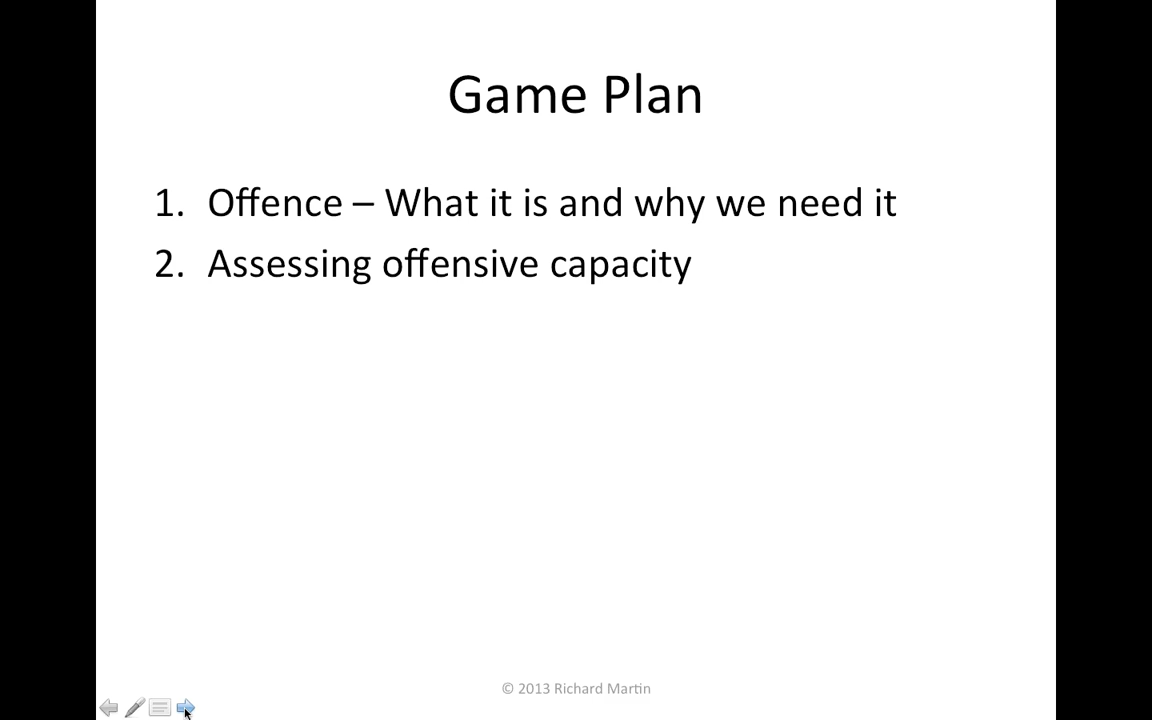 Game Plan
1. Offence – What it is and why we need it
2. Assessing offensive capacity
© 2013 Richard Martin